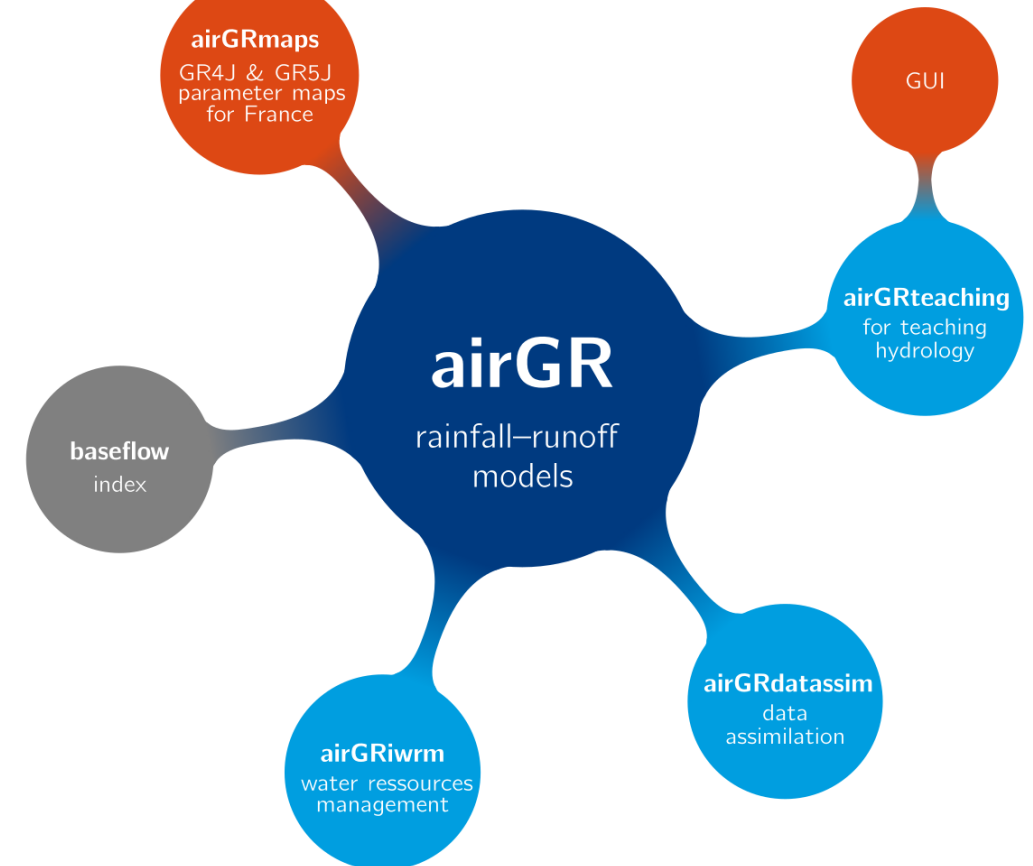 airGRmaps
GR4J & GR5J
parameter maps
for France
GUI
airGRteaching
for teaching
hydrology
airGR
rainfall–runoff
models
baseflow
index
airGRdatassim
data
assimilation
airGRiwrm
water ressources
management